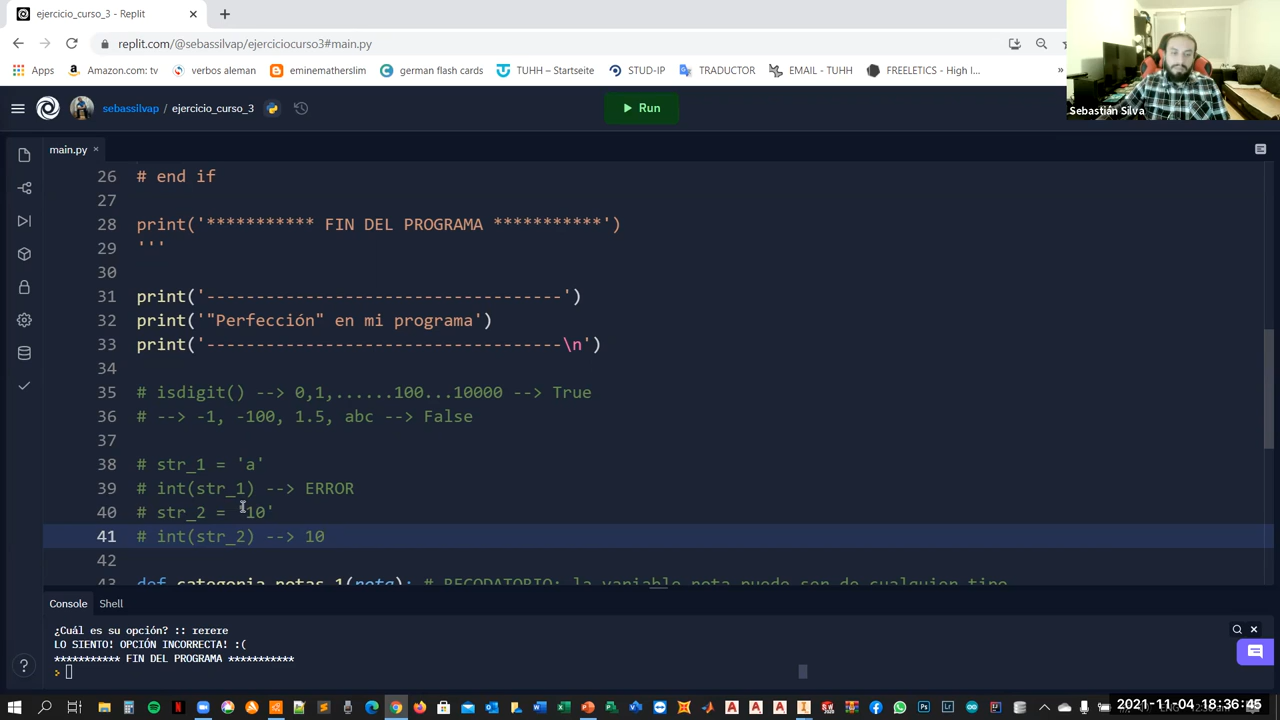 ejercicio_curso_3 - Replit
replit.com/@sebassilvap/ejerciciocurso3#main.py
Apps
Amazon.com: tv
verbos aleman
eminematherslim
german flash cards
TUHH – Startseite
STUD-IP
TRADUCTOR
EMAIL - TUHH
FREELETICS - High I...
»
Sebastián Silva
sebassilvap / ejercicio_curso_3
Run
main.py
26 # end if
27
28 print('*********** FIN DEL PROGRAMA ***********')
29 '''
30
31 print('------------------------------------')
32 print('"Perfección" en mi programa')
33 print('------------------------------------\n')
34
35 # isdigit() --> 0,1,......100...10000 --> True
36 # --> -1, -100, 1.5, abc --> False
37
38 # str_1 = 'a'
39 # int(str_1) --> ERROR
40 # str_2 = '10'
41 # int(str_2) --> 10
42
43 def categoria_notas_1(nota): # RECODATORIO: la variable nota puede ser de cualquier tipo
Console
Shell
¿Cuál es su opción? :: rerere
LO SIENTO! OPCIÓN INCORRECTA! :(
*********** FIN DEL PROGRAMA ***********
>
2021-11-04 18:36:45